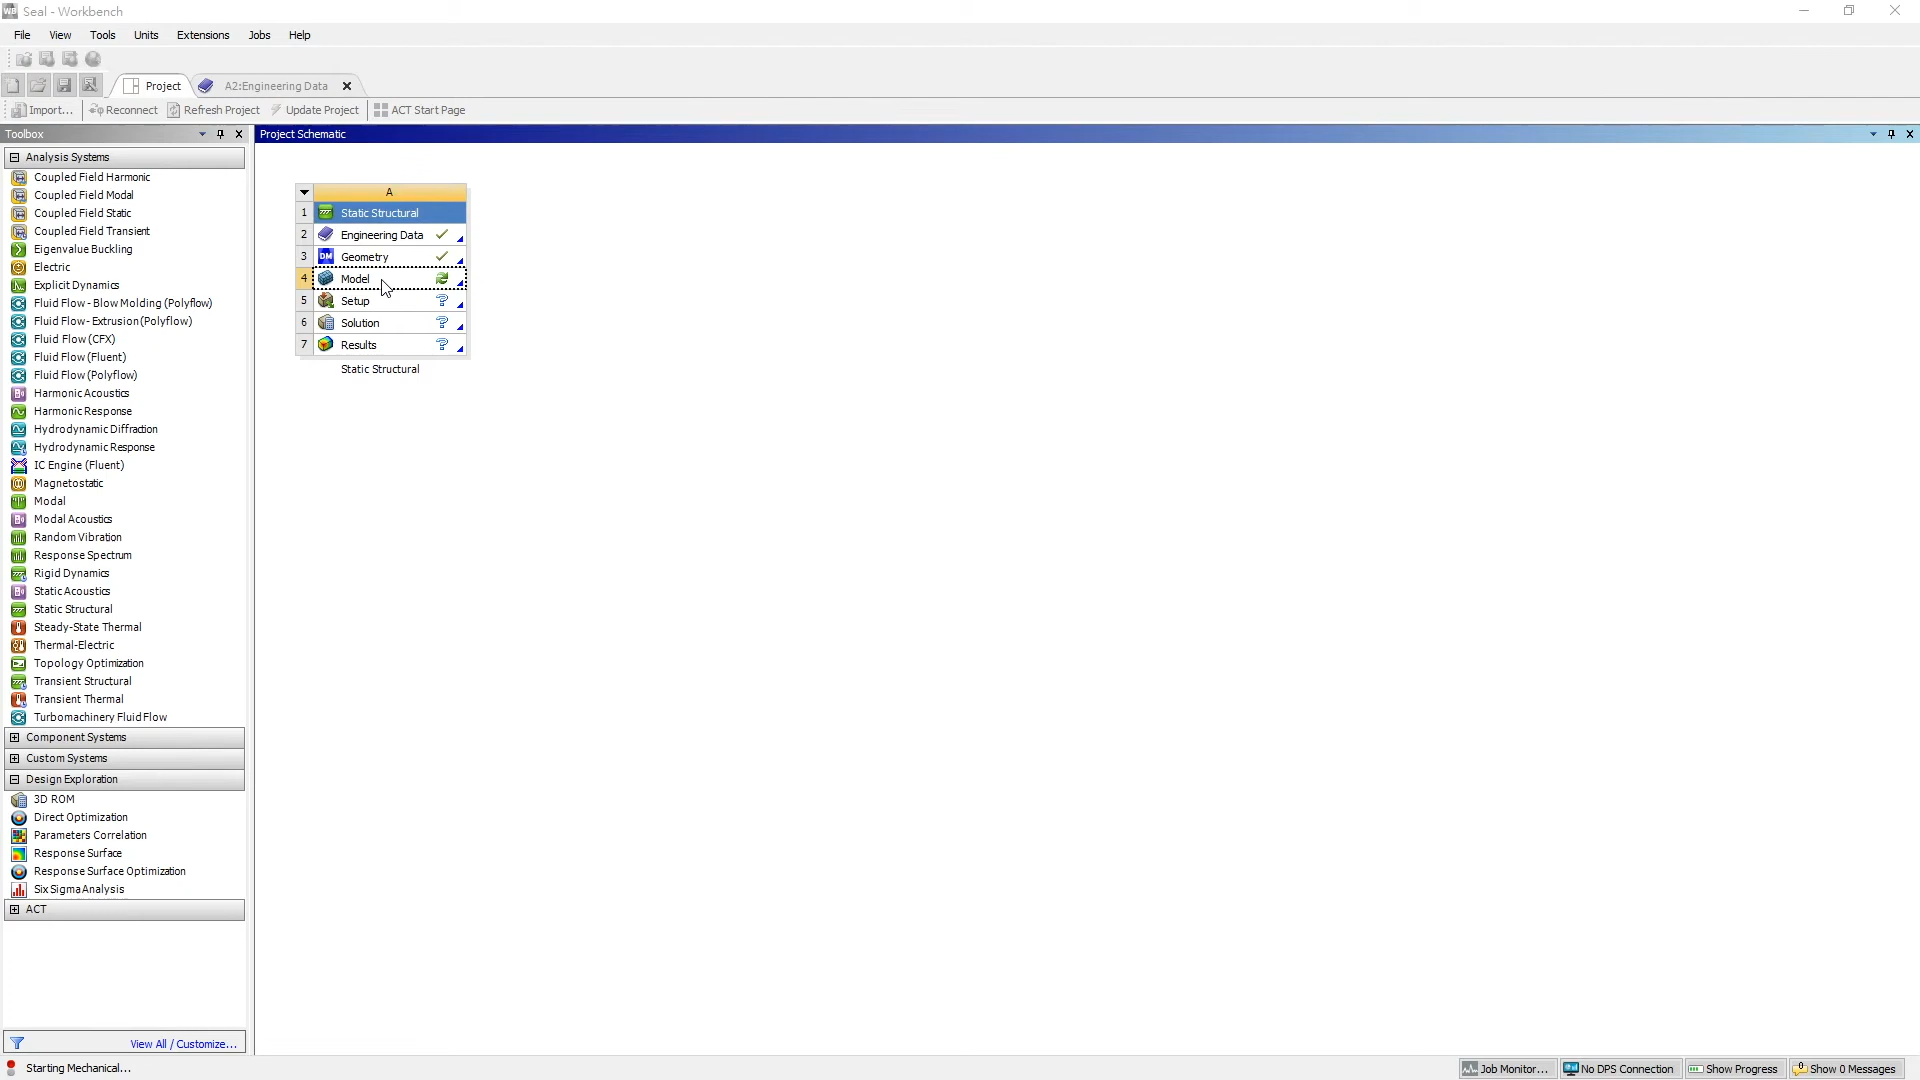 Seal - Workbench
File View Tools Units Extensions Jobs Help
Project A2:Engineering Data
Import... Reconnect Refresh Project Update Project ACT Start Page
Toolbox
Analysis Systems
Coupled Field Harmonic
Coupled Field Modal
Coupled Field Static
Coupled Field Transient
Eigenvalue Buckling
Electric
Explicit Dynamics
Fluid Flow - Blow Molding (Polyflow)
Fluid Flow - Extrusion (Polyflow)
Fluid Flow (CFX)
Fluid Flow (Fluent)
Fluid Flow (Polyflow)
Harmonic Acoustics
Harmonic Response
Hydrodynamic Diffraction
Hydrodynamic Response
IC Engine (Fluent)
Magnetostatic
Modal
Modal Acoustics
Random Vibration
Response Spectrum
Rigid Dynamics
Static Acoustics
Static Structural
Steady-State Thermal
Thermal-Electric
Topology Optimization
Transient Structural
Transient Thermal
Turbomachinery Fluid Flow
Component Systems
Custom Systems
Design Exploration
3D ROM
Direct Optimization
Parameters Correlation
Response Surface
Response Surface Optimization
Six Sigma Analysis
ACT
View All / Customize...
Project Schematic
A
1 Static Structural
2 Engineering Data
3 DM Geometry
4 Model
5 Setup
6 Solution
7 Results
Static Structural
Starting Mechanical...
Job Monitor... No DPS Connection Show Progress Show 0 Messages